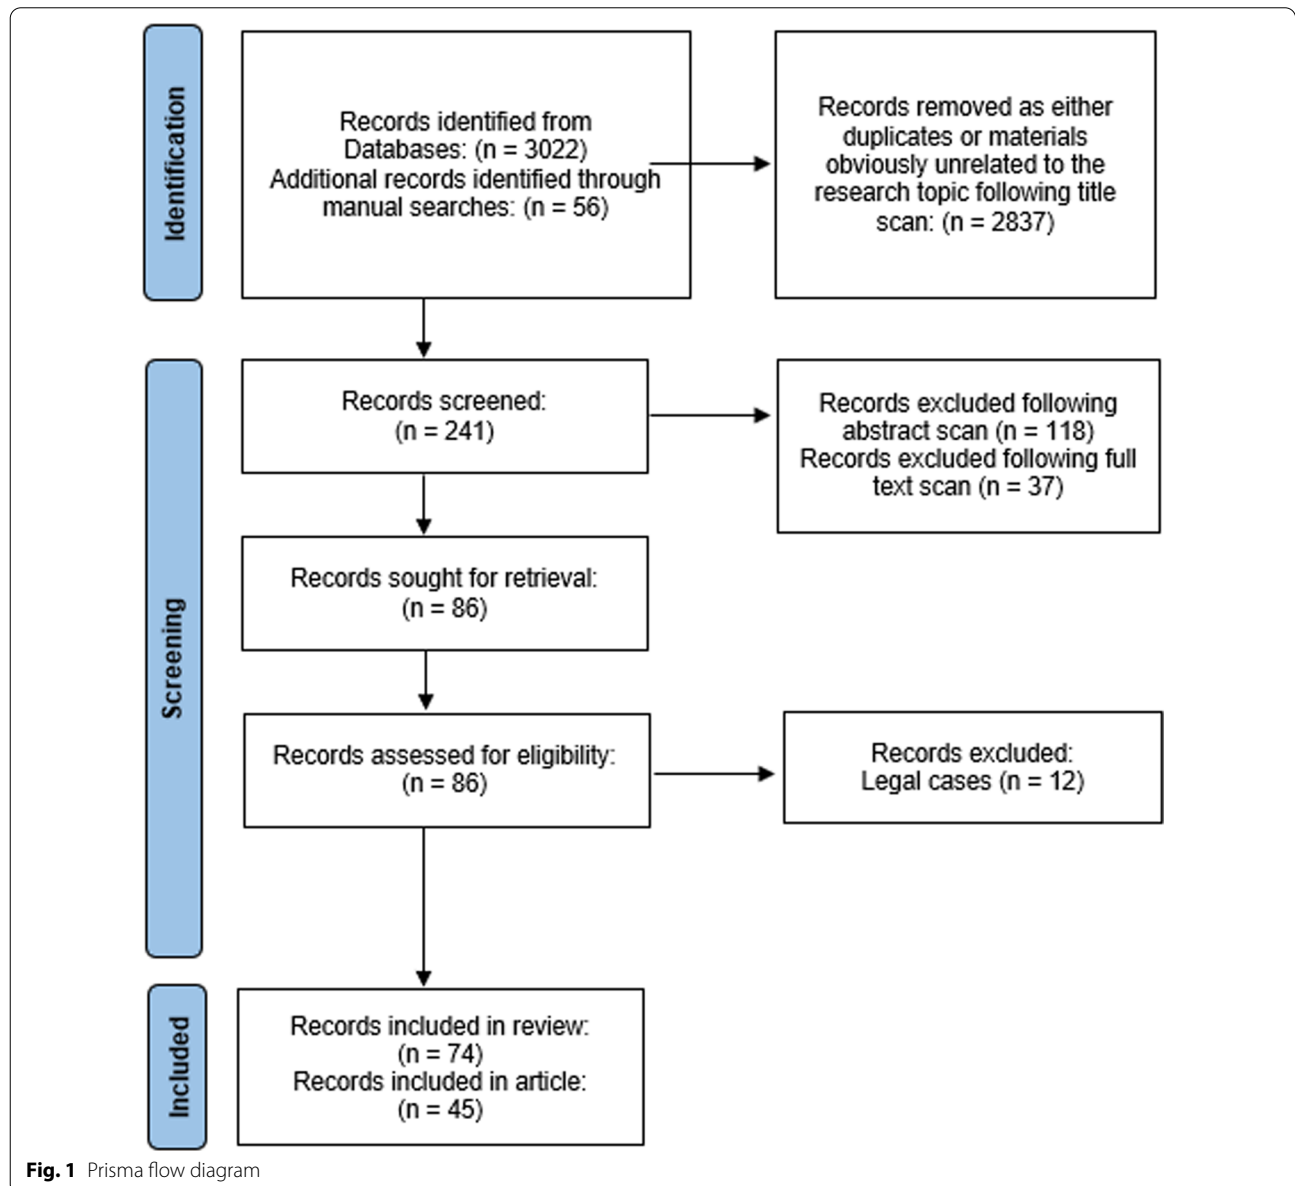 Identification
Records identified from
Databases: (n = 3022)
Additional records identified through
manual searches: (n = 56)
Records removed as either
duplicates or materials
obviously unrelated to the
research topic following title
scan: (n = 2837)
Screening
Records screened:
(n = 241)
Records excluded following
abstract scan (n = 118)
Records excluded following full
text scan (n = 37)
Records sought for retrieval:
(n = 86)
Records assessed for eligibility:
(n = 86)
Records excluded:
Legal cases (n = 12)
Included
Records included in review:
(n = 74)
Records included in article:
(n = 45)
Fig. 1 Prisma flow diagram